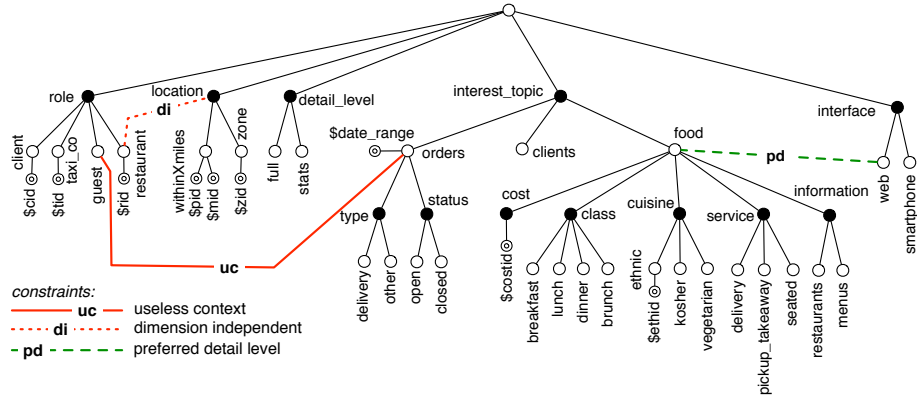 role
location
detail_level
interest_topic
interface
di
client
$cid
$tid
taxi_co
guest
$rid
restaurant
withinXmiles
$pid
$mid
zone
$zid
full
stats
$date_range
orders
clients
food
pd
web
smartphone
type
status
cost
class
cuisine
service
information
delivery
other
open
closed
$costid
breakfast
lunch
dinner
brunch
ethnic
$ethid
kosher
vegetarian
delivery
pickup_takeaway
seated
restaurants
menus
uc
constraints:
uc useless context
di dimension independent
pd preferred detail level